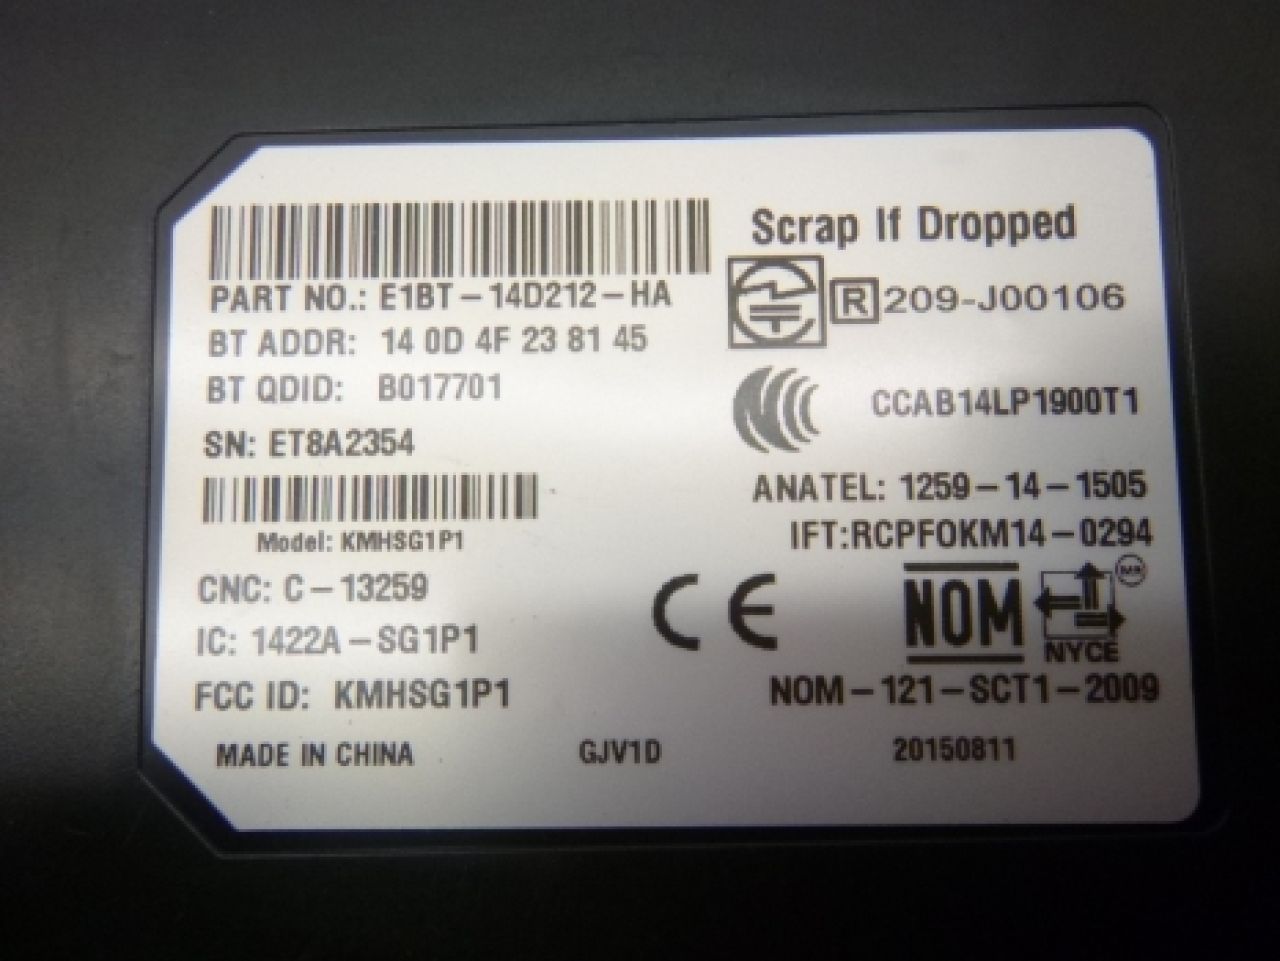 Scrap If Dropped
PART NO.: E1BT-14D212-HA
R 209-J00106
BT ADDR: 14 0D 4F 23 81 45
BT QDID: B017701
CCAB14LP1900T1
SN: ET8A2354
ANATEL: 1259-14-1505
Model: KMHSG1P1
IFT:RCPFOKM14-0294
CNC: C-13259
CE
NOM
NYCE
IC: 1422A-SG1P1
FCC ID: KMHSG1P1
NOM-121-SCT1-2009
MADE IN CHINA GJV1D 20150811